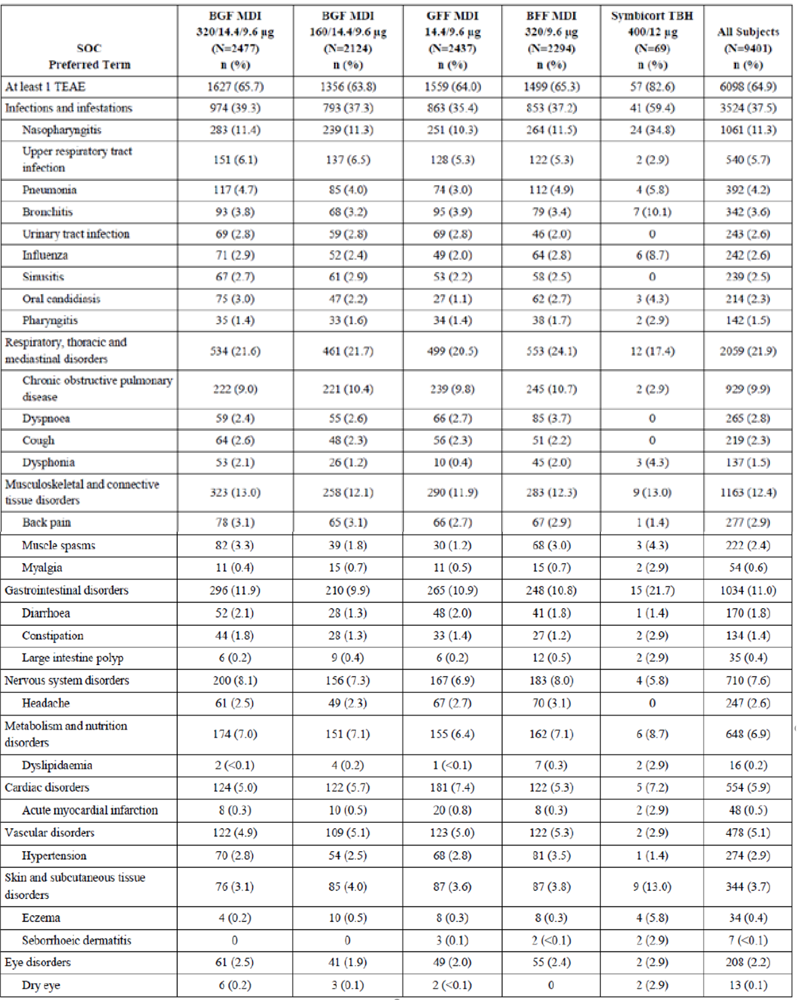 SOC
Preferred Term
BGF MDI
320/14.4/9.6 µg
(N=2477)
n (%)
BGF MDI
160/14.4/9.6 µg
(N=2124)
n (%)
GFF MDI
14.4/9.6 µg
(N=2437)
n (%)
BFF MDI
320/9.6 µg
(N=2294)
n (%)
Symbicort TBH
400/12 µg
(N=69)
n (%)
All Subjects
(N=9401)
n (%)
At least 1 TEAE 1627 (65.7) 1356 (63.8) 1559 (64.0) 1499 (65.3) 57 (82.6) 6098 (64.9)
Infections and infestations 974 (39.3) 793 (37.3) 863 (35.4) 853 (37.2) 41 (59.4) 3524 (37.5)
Nasopharyngitis 283 (11.4) 239 (11.3) 251 (10.3) 264 (11.5) 24 (34.8) 1061 (11.3)
Upper respiratory tract
infection 151 (6.1) 137 (6.5) 128 (5.3) 122 (5.3) 2 (2.9) 540 (5.7)
Pneumonia 117 (4.7) 85 (4.0) 74 (3.0) 112 (4.9) 4 (5.8) 392 (4.2)
Bronchitis 93 (3.8) 68 (3.2) 95 (3.9) 79 (3.4) 7 (10.1) 342 (3.6)
Urinary tract infection 69 (2.8) 59 (2.8) 69 (2.8) 46 (2.0) 0 243 (2.6)
Influenza 71 (2.9) 52 (2.4) 49 (2.0) 64 (2.8) 6 (8.7) 242 (2.6)
Sinusitis 67 (2.7) 61 (2.9) 53 (2.2) 58 (2.5) 0 239 (2.5)
Oral candidiasis 75 (3.0) 47 (2.2) 27 (1.1) 62 (2.7) 3 (4.3) 214 (2.3)
Pharyngitis 35 (1.4) 33 (1.6) 34 (1.4) 38 (1.7) 2 (2.9) 142 (1.5)
Respiratory, thoracic and
mediastinal disorders 534 (21.6) 461 (21.7) 499 (20.5) 553 (24.1) 12 (17.4) 2059 (21.9)
Chronic obstructive pulmonary
disease 222 (9.0) 221 (10.4) 239 (9.8) 245 (10.7) 2 (2.9) 929 (9.9)
Dyspnoea 59 (2.4) 55 (2.6) 66 (2.7) 85 (3.7) 0 265 (2.8)
Cough 64 (2.6) 48 (2.3) 56 (2.3) 51 (2.2) 0 219 (2.3)
Dysphonia 53 (2.1) 26 (1.2) 10 (0.4) 45 (2.0) 3 (4.3) 137 (1.5)
Musculoskeletal and connective
tissue disorders 323 (13.0) 258 (12.1) 290 (11.9) 283 (12.3) 9 (13.0) 1163 (12.4)
Back pain 78 (3.1) 65 (3.1) 66 (2.7) 67 (2.9) 1 (1.4) 277 (2.9)
Muscle spasms 82 (3.3) 39 (1.8) 30 (1.2) 68 (3.0) 3 (4.3) 222 (2.4)
Myalgia 11 (0.4) 15 (0.7) 11 (0.5) 15 (0.7) 2 (2.9) 54 (0.6)
Gastrointestinal disorders 296 (11.9) 210 (9.9) 265 (10.9) 248 (10.8) 15 (21.7) 1034 (11.0)
Diarrhoea 52 (2.1) 28 (1.3) 48 (2.0) 41 (1.8) 1 (1.4) 170 (1.8)
Constipation 44 (1.8) 28 (1.3) 33 (1.4) 27 (1.2) 2 (2.9) 134 (1.4)
Large intestine polyp 6 (0.2) 9 (0.4) 6 (0.2) 12 (0.5) 2 (2.9) 35 (0.4)
Nervous system disorders 200 (8.1) 156 (7.3) 167 (6.9) 183 (8.0) 4 (5.8) 710 (7.6)
Headache 61 (2.5) 49 (2.3) 67 (2.7) 70 (3.1) 0 247 (2.6)
Metabolism and nutrition
disorders 174 (7.0) 151 (7.1) 155 (6.4) 162 (7.1) 6 (8.7) 648 (6.9)
Dyslipidaemia 2 (<0.1) 4 (0.2) 1 (<0.1) 7 (0.3) 2 (2.9) 16 (0.2)
Cardiac disorders 124 (5.0) 122 (5.7) 181 (7.4) 122 (5.3) 5 (7.2) 554 (5.9)
Acute myocardial infarction 8 (0.3) 10 (0.5) 20 (0.8) 8 (0.3) 2 (2.9) 48 (0.5)
Vascular disorders 122 (4.9) 109 (5.1) 123 (5.0) 122 (5.3) 2 (2.9) 478 (5.1)
Hypertension 70 (2.8) 54 (2.5) 68 (2.8) 81 (3.5) 1 (1.4) 274 (2.9)
Skin and subcutaneous tissue
disorders 76 (3.1) 85 (4.0) 87 (3.6) 87 (3.8) 9 (13.0) 344 (3.7)
Eczema 4 (0.2) 10 (0.5) 8 (0.3) 8 (0.3) 4 (5.8) 34 (0.4)
Seborrhoeic dermatitis 0 0 3 (0.1) 2 (<0.1) 2 (2.9) 7 (<0.1)
Eye disorders 61 (2.5) 41 (1.9) 49 (2.0) 55 (2.4) 2 (2.9) 208 (2.2)
Dry eye 6 (0.2) 3 (0.1) 2 (<0.1) 0 2 (2.9) 13 (0.1)